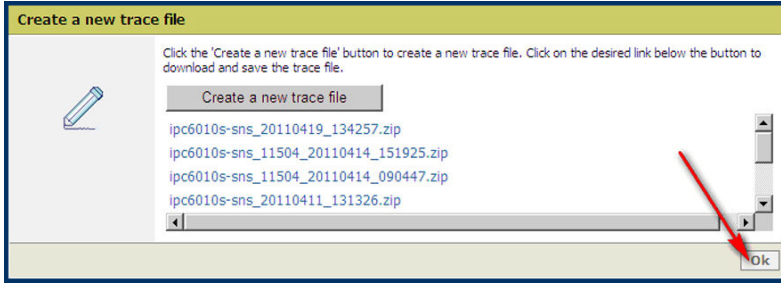 Create a new trace file
Click the 'Create a new trace file' button to create a new trace file. Click on the desired link below the button to
download and save the trace file.
Create a new trace file
ipc6010s-sns_20110419_134257.zip
ipc6010s-sns_11504_20110414_151925.zip
ipc6010s-sns_11504_20110414_090447.zip
ipc6010s-sns_20110411_131326.zip
Ok